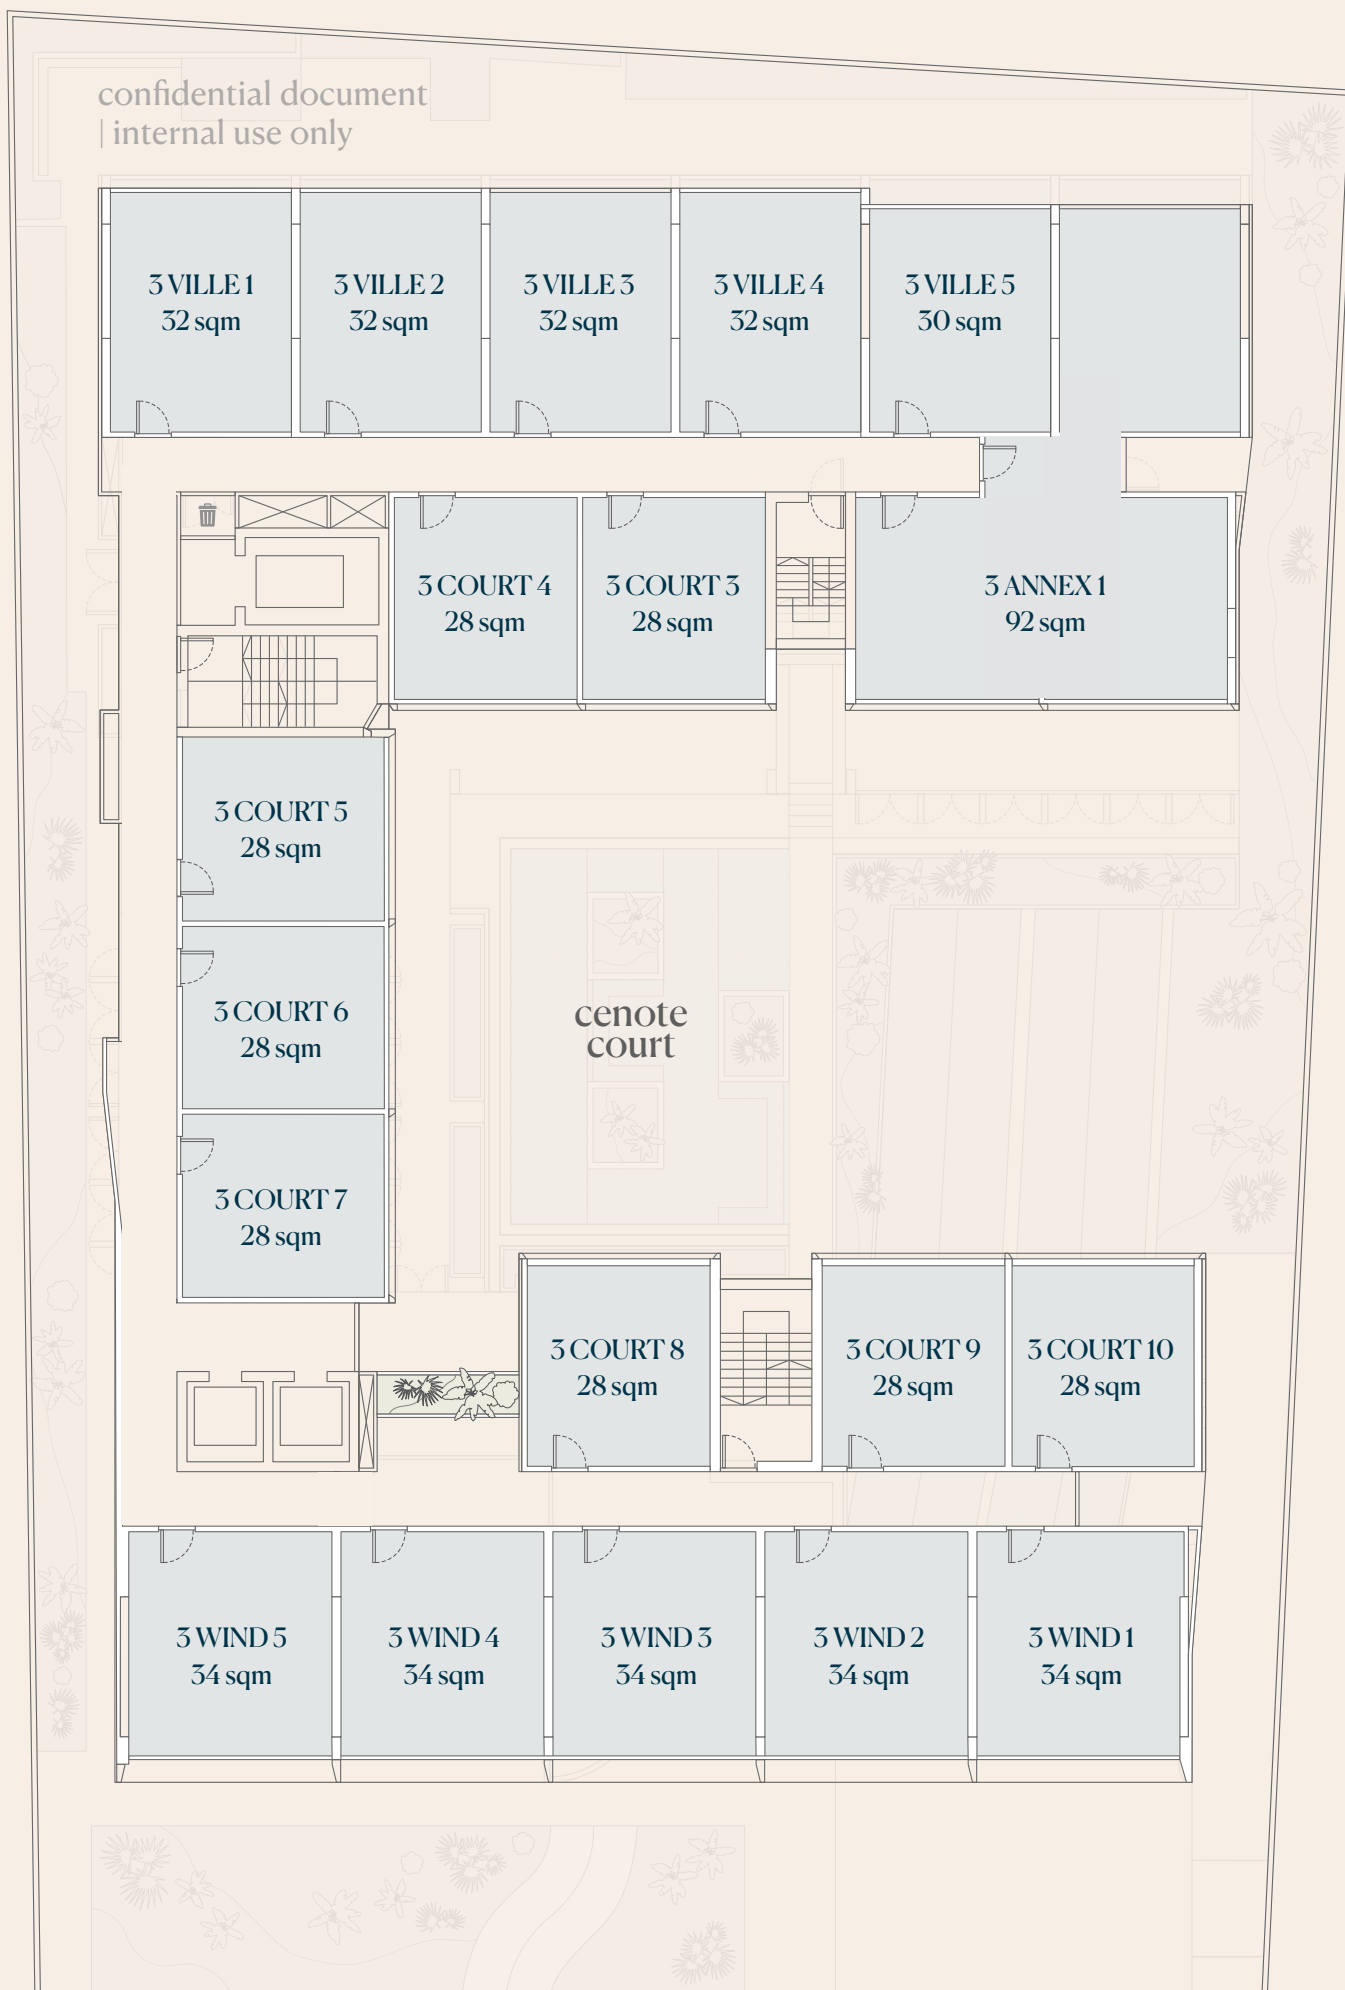 confidential document
| internal use only
3 VILLE 1
32 sqm
3 VILLE 2
32 sqm
3 VILLE 3
32 sqm
3 VILLE 4
32 sqm
3 VILLE 5
30 sqm
3 COURT 4
28 sqm
3 COURT 3
28 sqm
3 ANNEX 1
92 sqm
3 COURT 5
28 sqm
3 COURT 6
28 sqm
cenote
court
3 COURT 7
28 sqm
3 COURT 8
28 sqm
3 COURT 9
28 sqm
3 COURT 10
28 sqm
3 WIND 5
34 sqm
3 WIND 4
34 sqm
3 WIND 3
34 sqm
3 WIND 2
34 sqm
3 WIND 1
34 sqm